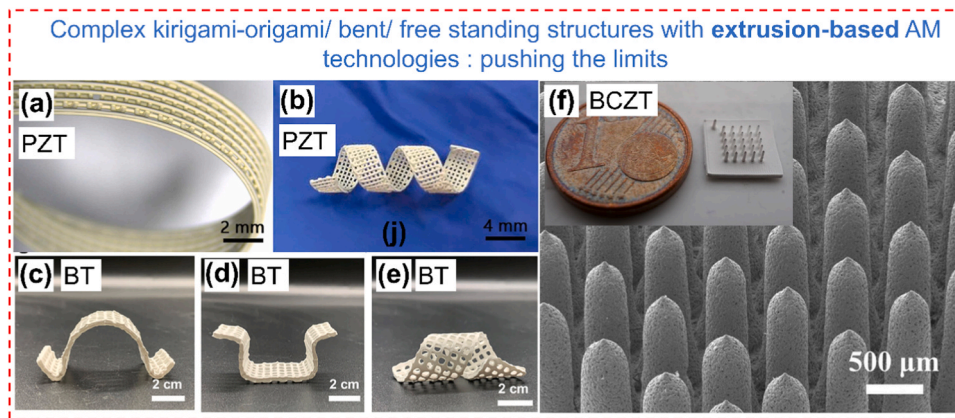 Complex kirigami-origami/ bent/ free standing structures with extrusion-based AM
technologies : pushing the limits
(a)
PZT
2 mm
(b)
PZT
(j)
4 mm
(f) BCZT
10
500 µm
(c) BT
2 cm
(d) BT
2 cm
(e) BT
2 cm